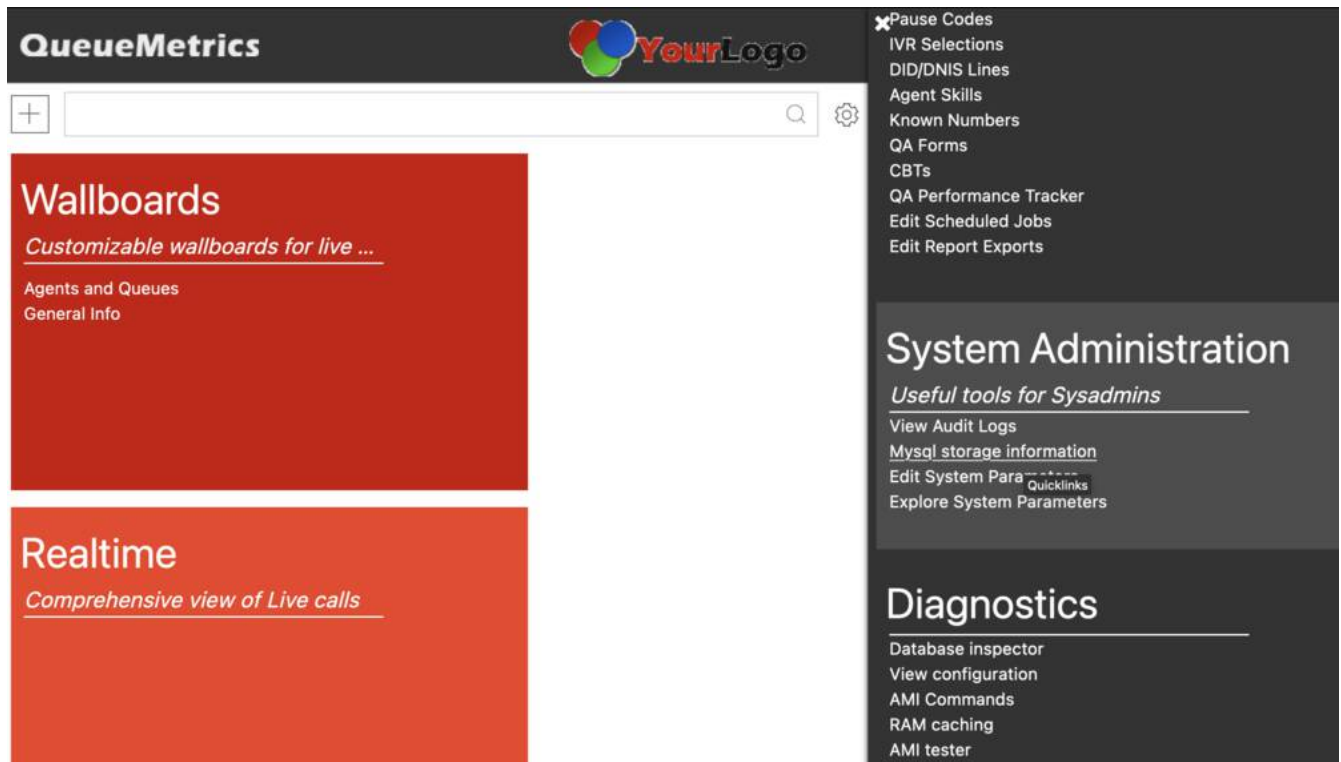 QueueMetrics
YourLogo
Wallboards
Customizable wallboards for live ...
Agents and Queues
General Info
Realtime
Comprehensive view of Live calls
Pause Codes
IVR Selections
DID/DNIS Lines
Agent Skills
Known Numbers
QA Forms
CBTs
QA Performance Tracker
Edit Scheduled Jobs
Edit Report Exports
System Administration
Useful tools for Sysadmins
View Audit Logs
Mysql storage information
Edit System Parameters
Quicklinks
Explore System Parameters
Diagnostics
Database inspector
View configuration
AMI Commands
RAM caching
AMI tester